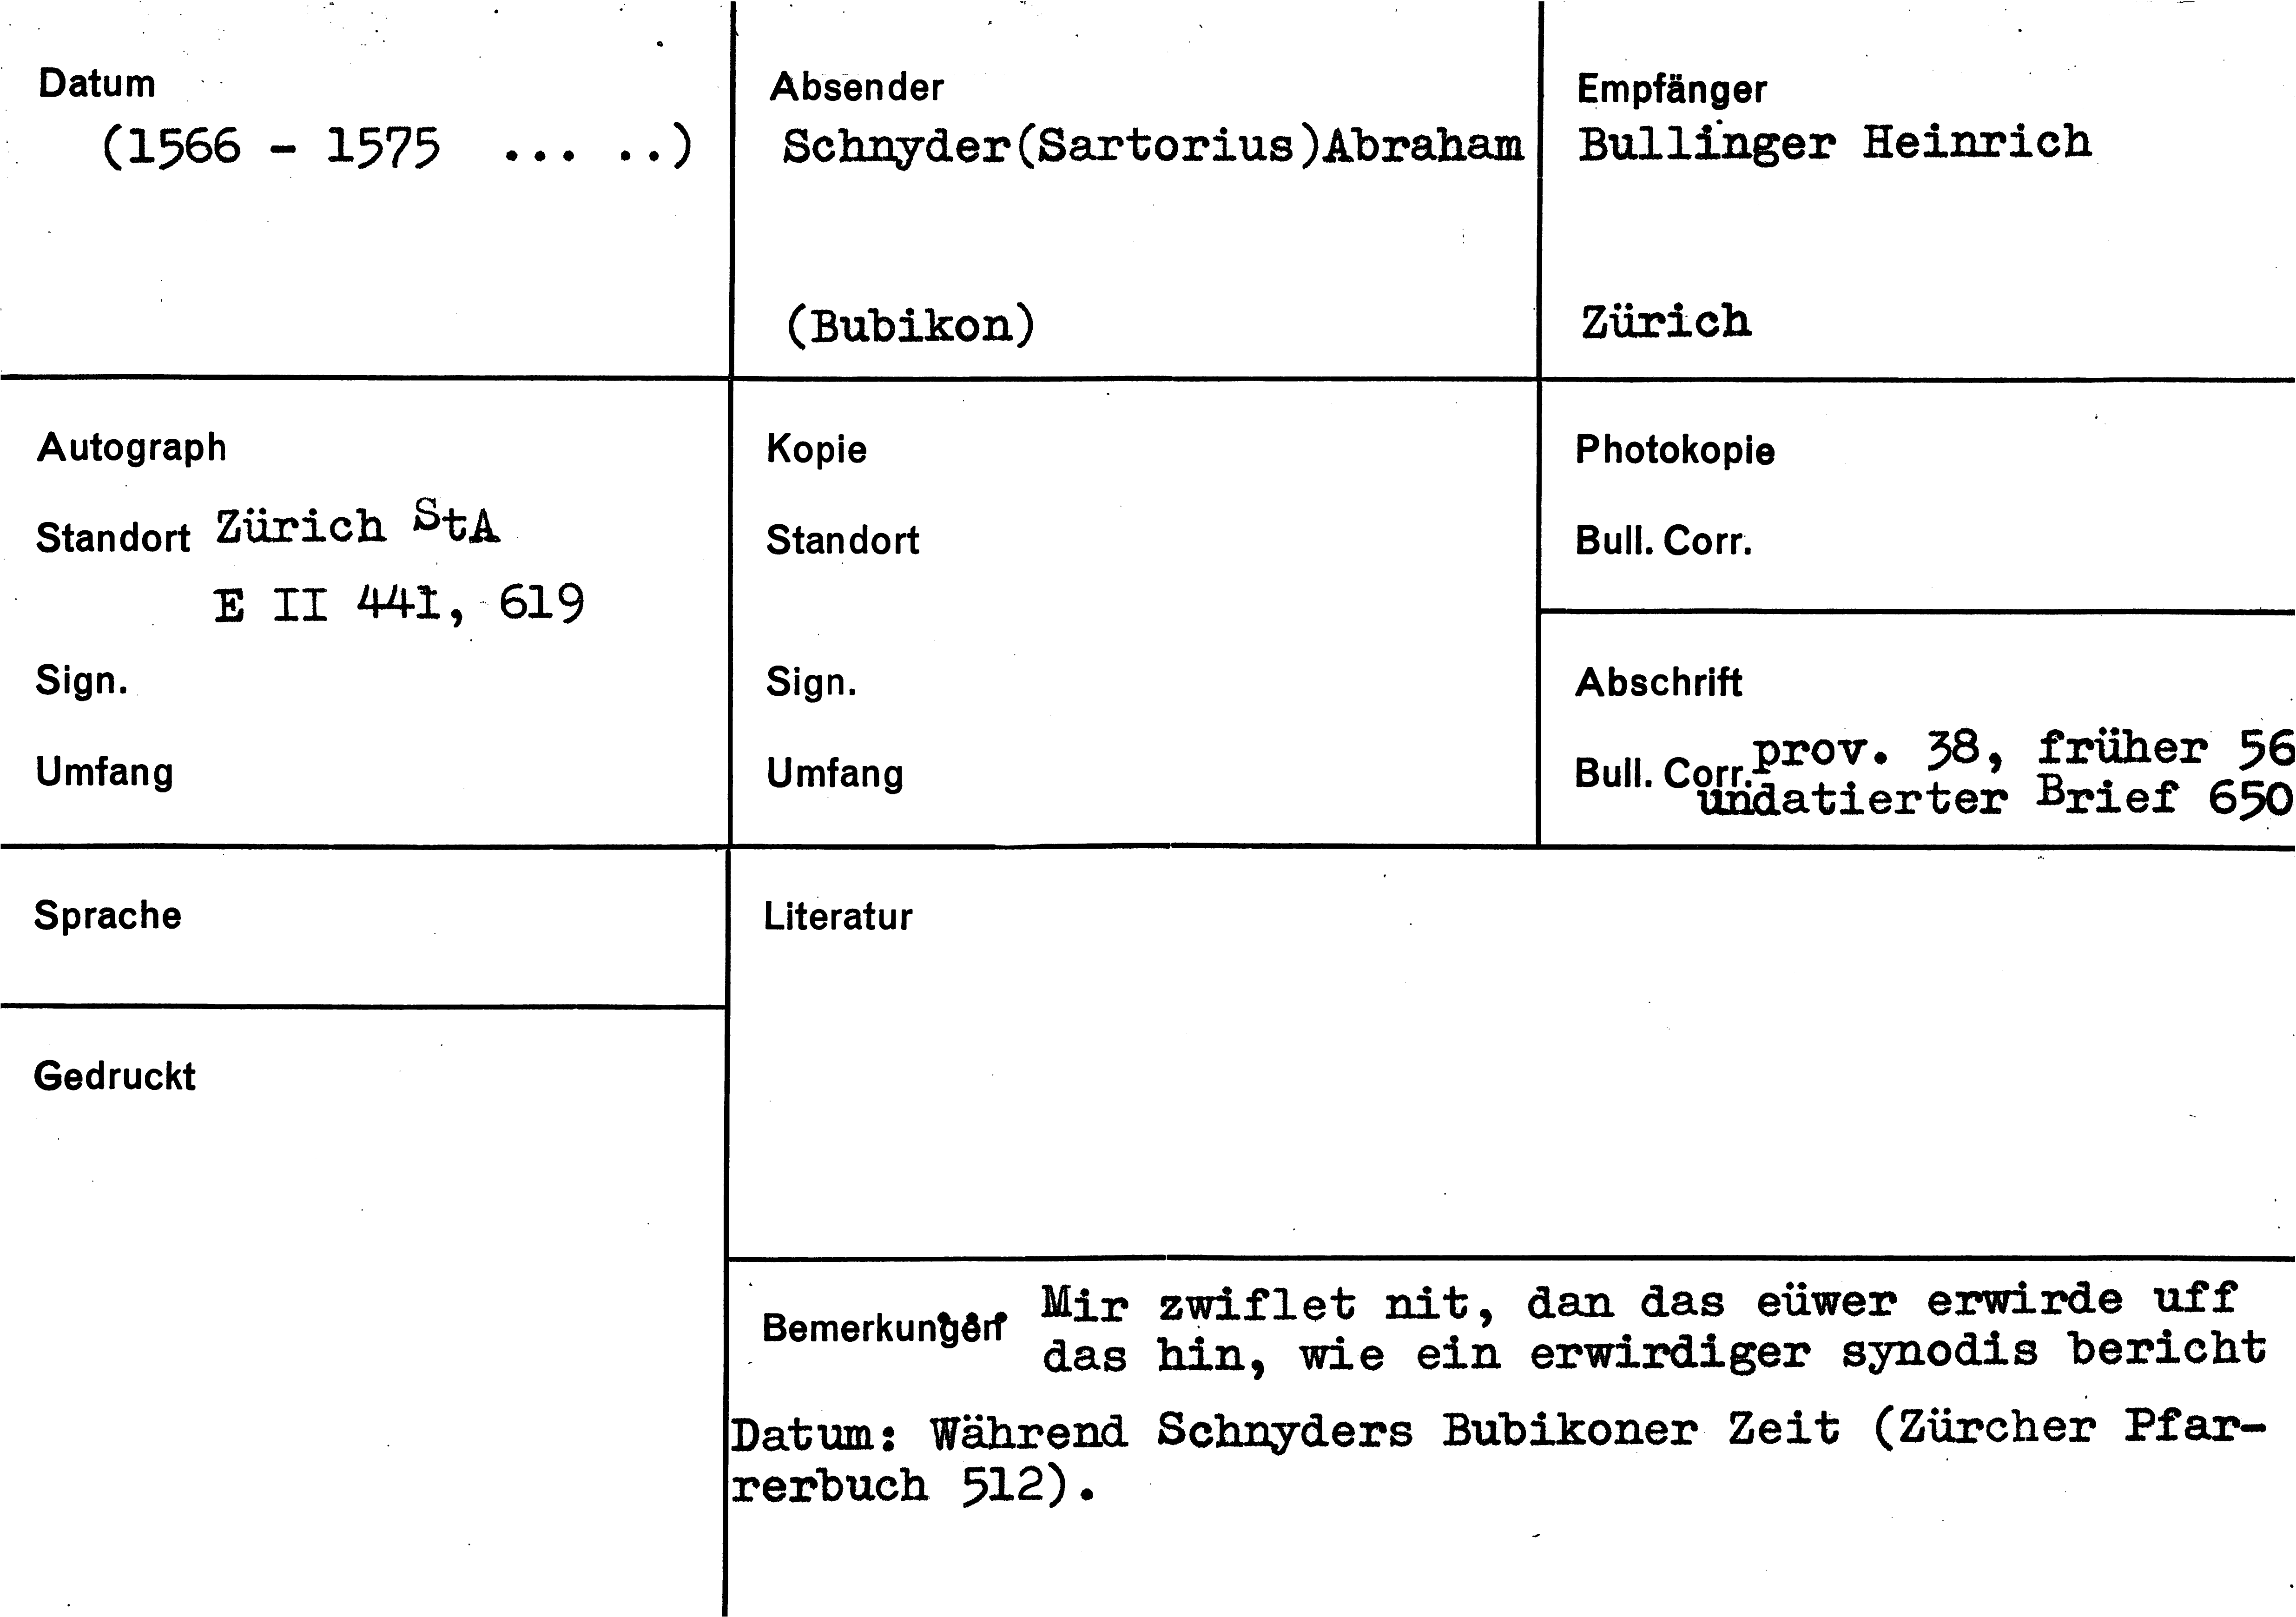 Datum
(1566 - 1575 ... ..)
Absender
Schnyder(Sartorius)Abraham
(Bubikon)
Empfänger
Bullinger Heinrich
Zürich
Autograph
Standort Zürich StA
E II 441, 619
Sign.
Umfang
Kopie
Standort
Sign.
Umfang
Photokopie
Bull. Corr.
Abschrift
Bull. Corr. prov. 38, früher 56
undatierter Brief 650
Sprache
Gedruckt
Literatur
Bemerkungen Mir zwiflet nit, dan das eüwer erwirde uff
das hin, wie ein erwirdiger synodis bericht
Datum: Während Schnyders Bubikoner Zeit (Zürcher Pfar-
rerbuch 512).